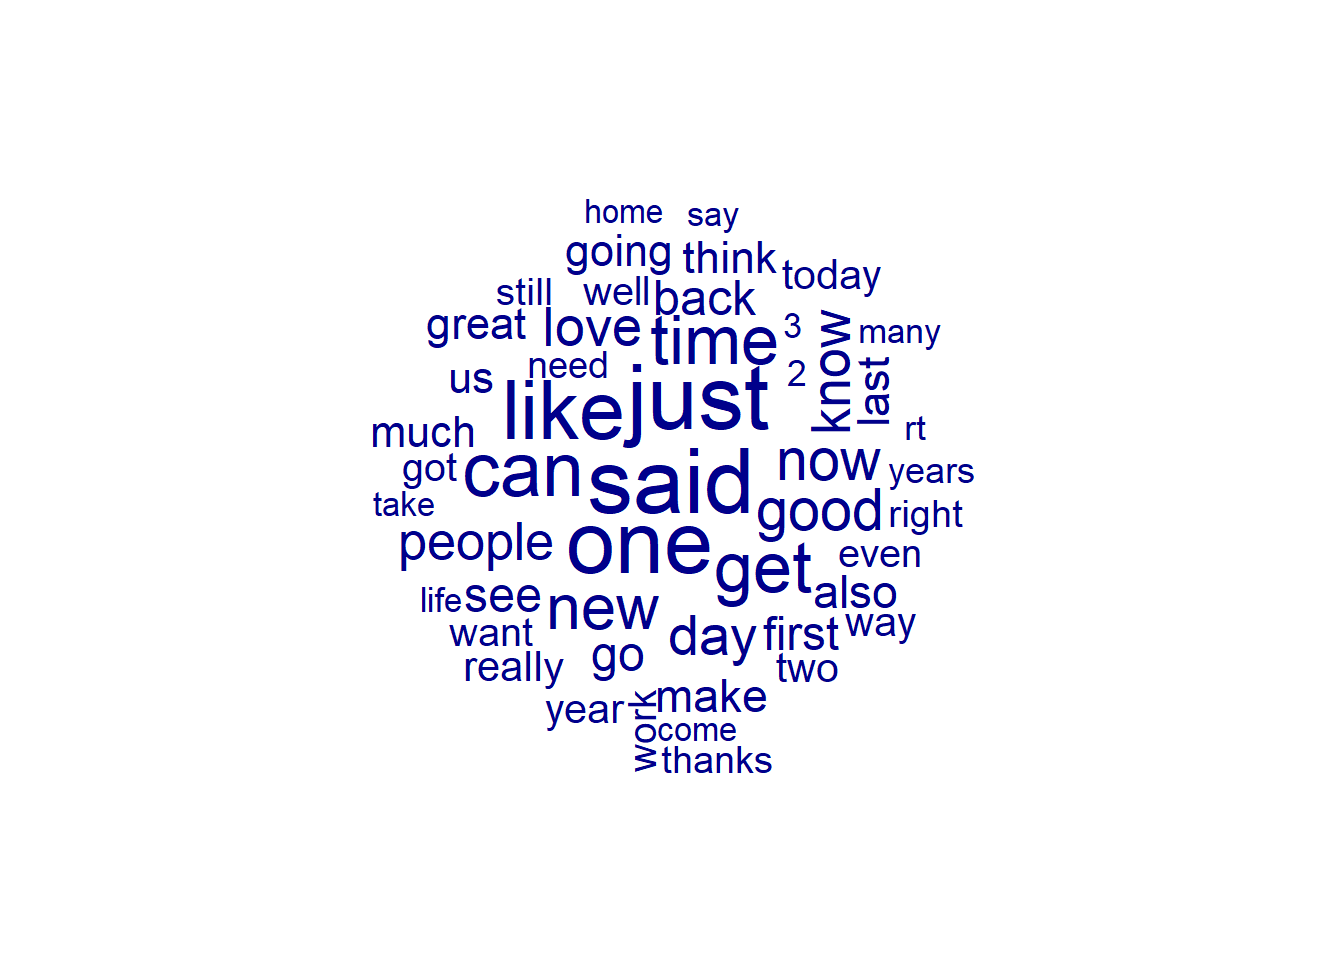 home say
going think today
still well back
great love time 3 many
us need 2 know last
like just
much rt
got can said now years
take good right
people one get even
life see new also
want go day first way
really two
year work make
come
thanks